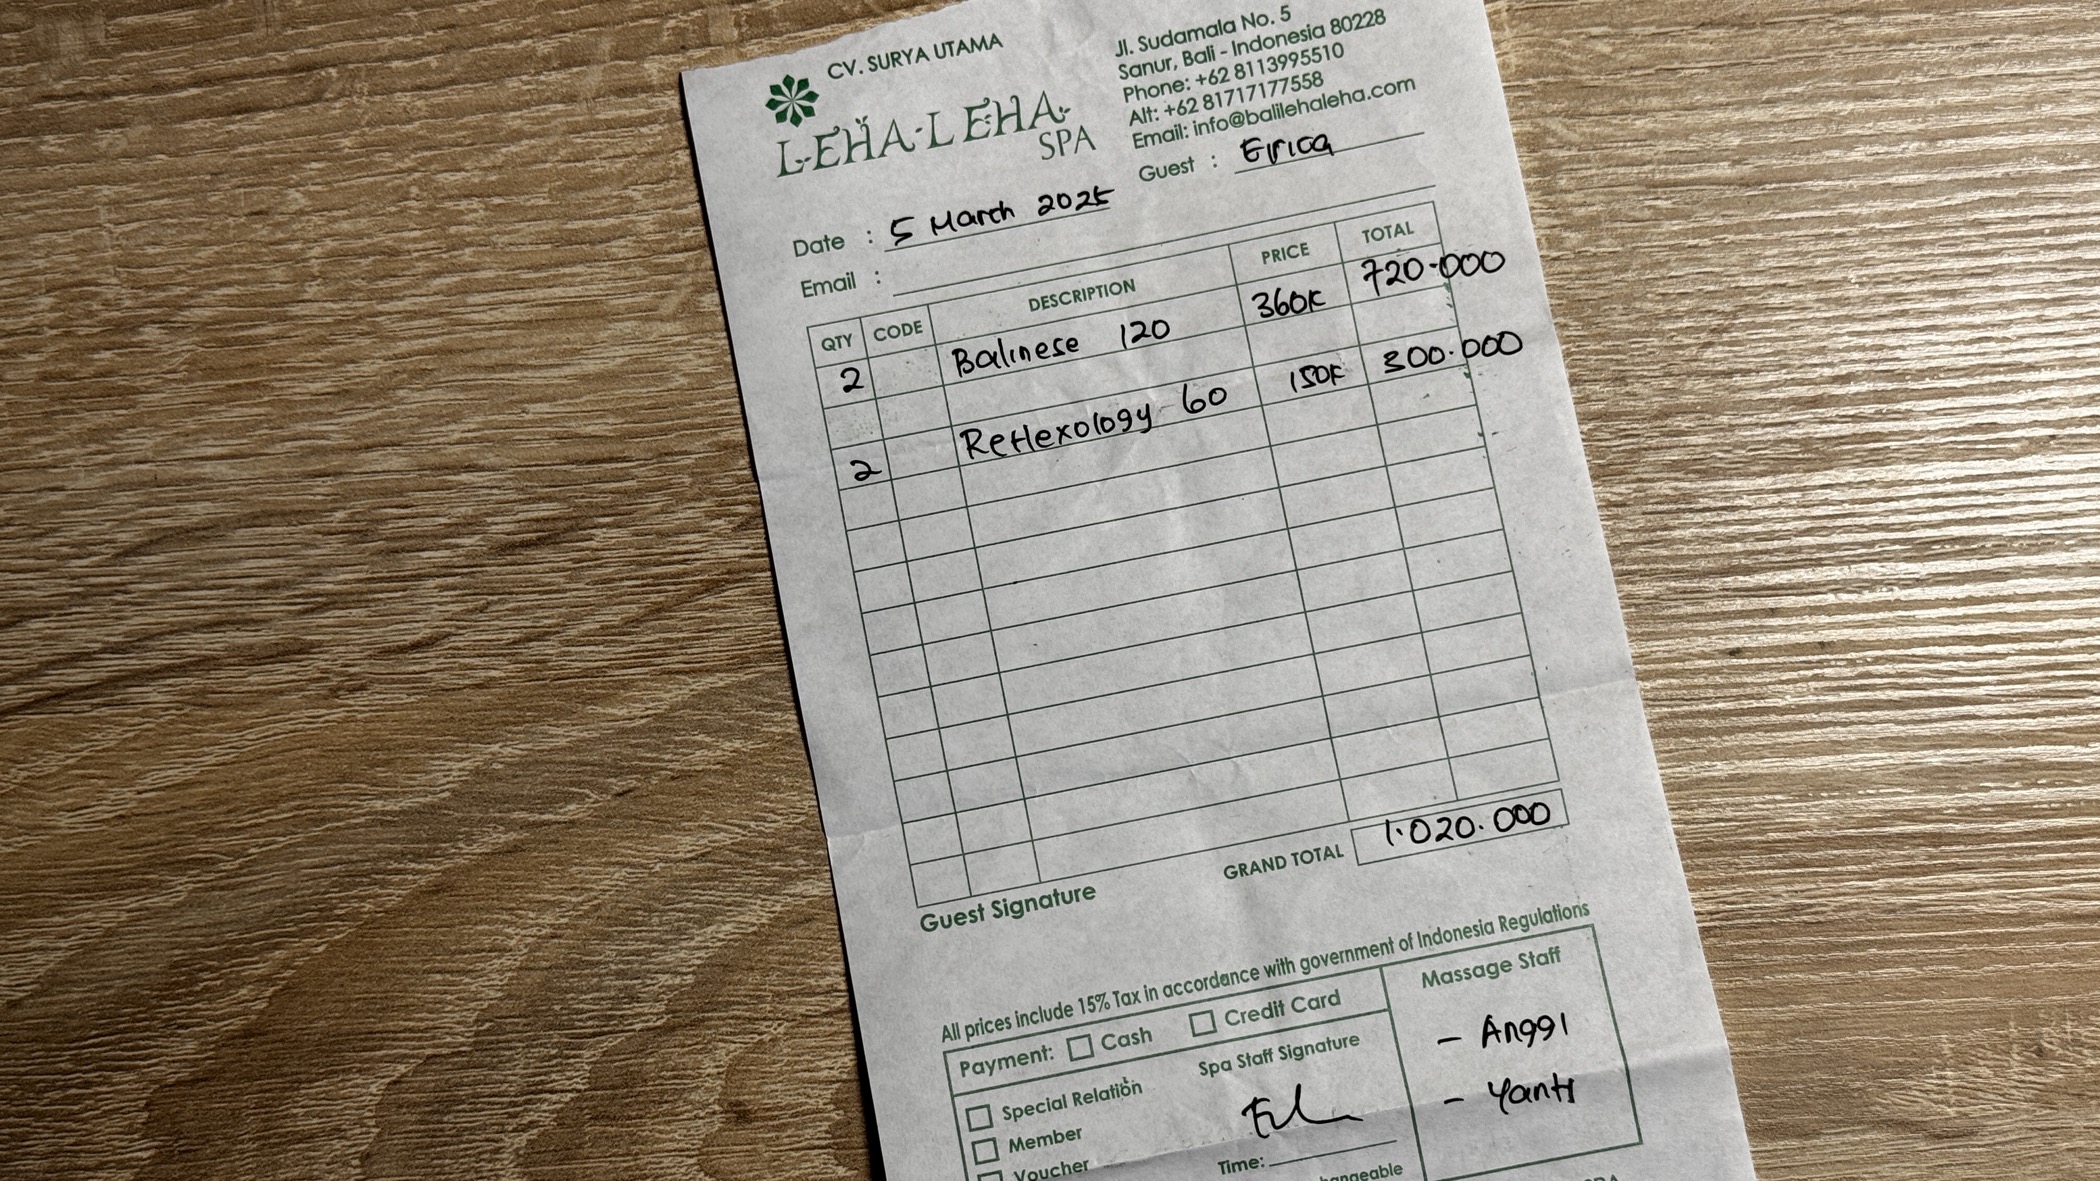 CV. SURYA UTAMA
LEHA-LEHA
SPA
Jl. Sudamala No. 5
Sanur, Bali - Indonesia 80228
Phone: +62 8113995510
Alt: +62 81717177558
Email: info@balilehaleha.com
Guest : Erica
Date : 5 March 2025
Email :
QTY CODE DESCRIPTION PRICE TOTAL
2 Balinese 120 360K 720.000
2 Reflexology 60 150K 300.000
GRAND TOTAL 1.020.000
Guest Signature
All prices include 15% Tax in accordance with government of Indonesia Regulations
Payment: Cash Credit Card
Special Relation
Member
Voucher
Spa Staff Signature
Time:
Massage Staff
- Anggi
- Yanti